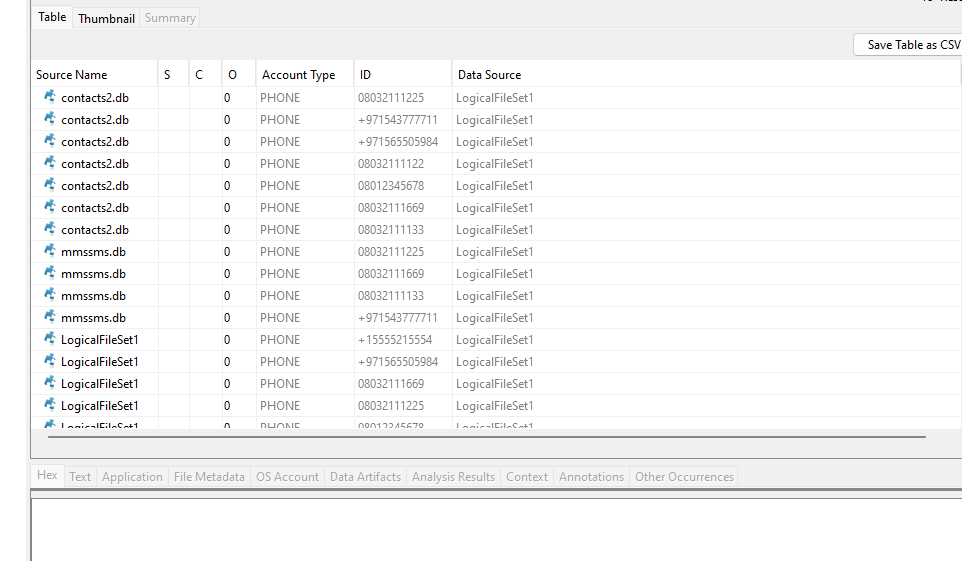 Table Thumbnail Summary
Save Table as CSV
Source Name S C O Account Type ID Data Source
contacts2.db 0 PHONE 08032111225 LogicalFileSet1
contacts2.db 0 PHONE +971543777711 LogicalFileSet1
contacts2.db 0 PHONE +971565505984 LogicalFileSet1
contacts2.db 0 PHONE 08032111122 LogicalFileSet1
contacts2.db 0 PHONE 08012345678 LogicalFileSet1
contacts2.db 0 PHONE 08032111669 LogicalFileSet1
contacts2.db 0 PHONE 08032111133 LogicalFileSet1
mmssms.db 0 PHONE 08032111225 LogicalFileSet1
mmssms.db 0 PHONE 08032111669 LogicalFileSet1
mmssms.db 0 PHONE 08032111133 LogicalFileSet1
mmssms.db 0 PHONE +971543777711 LogicalFileSet1
LogicalFileSet1 0 PHONE +15555215554 LogicalFileSet1
LogicalFileSet1 0 PHONE +971565505984 LogicalFileSet1
LogicalFileSet1 0 PHONE 08032111669 LogicalFileSet1
LogicalFileSet1 0 PHONE 08032111225 LogicalFileSet1
LogicalFileSet1 0 PHONE 08012345678 LogicalFileSet1
Hex Text Application File Metadata OS Account Data Artifacts Analysis Results Context Annotations Other Occurrences